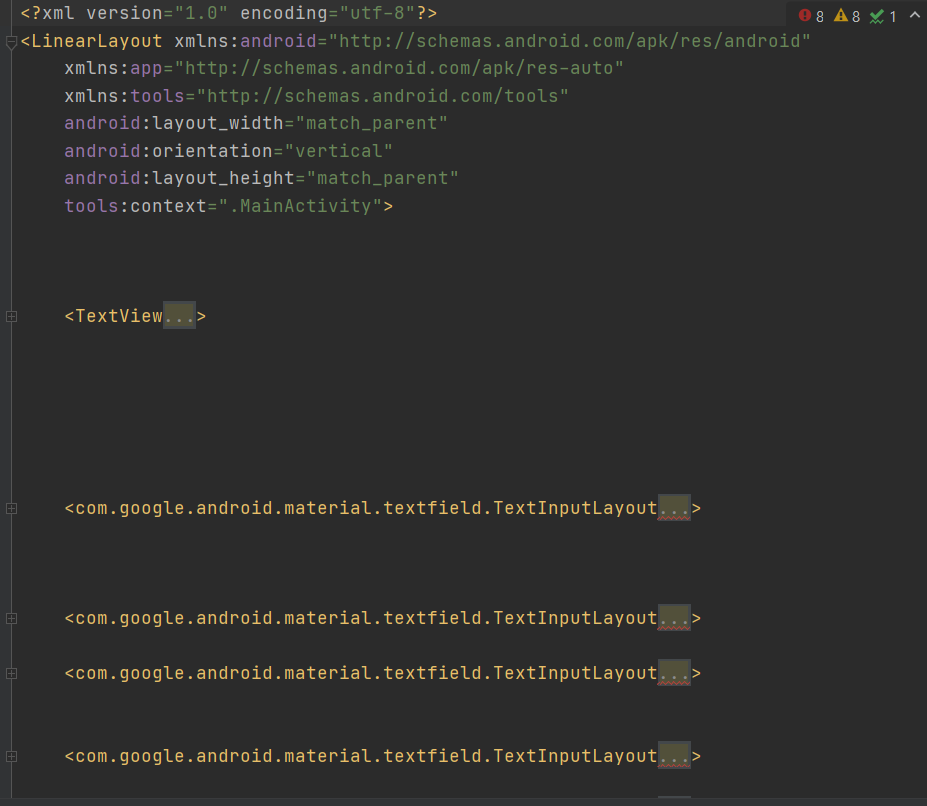 <?xml version="1.0" encoding="utf-8"?>
8 8 1
<LinearLayout xmlns:android="http://schemas.android.com/apk/res/android"
xmlns:app="http://schemas.android.com/apk/res-auto"
xmlns:tools="http://schemas.android.com/tools"
android:layout_width="match_parent"
android:orientation="vertical"
android:layout_height="match_parent"
tools:context=".MainActivity">
<TextView...>
<com.google.android.material.textfield.TextInputLayout...>
<com.google.android.material.textfield.TextInputLayout...>
<com.google.android.material.textfield.TextInputLayout...>
<com.google.android.material.textfield.TextInputLayout...>